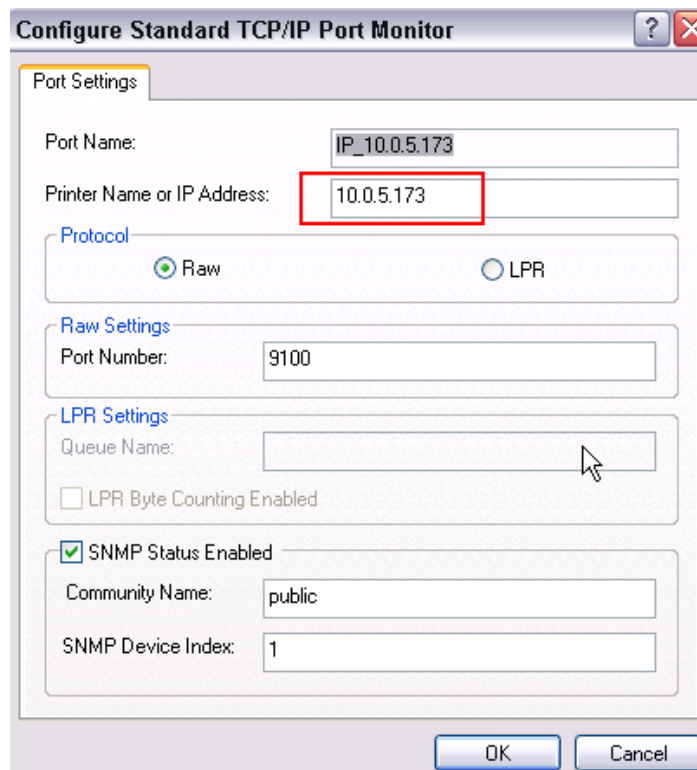 Configure Standard TCP/IP Port Monitor
Port Settings
Port Name: IP_10.0.5.173
Printer Name or IP Address: 10.0.5.173
Protocol
Raw LPR
Raw Settings
Port Number: 9100
LPR Settings
Queue Name:
LPR Byte Counting Enabled
SNMP Status Enabled
Community Name: public
SNMP Device Index: 1
OK Cancel